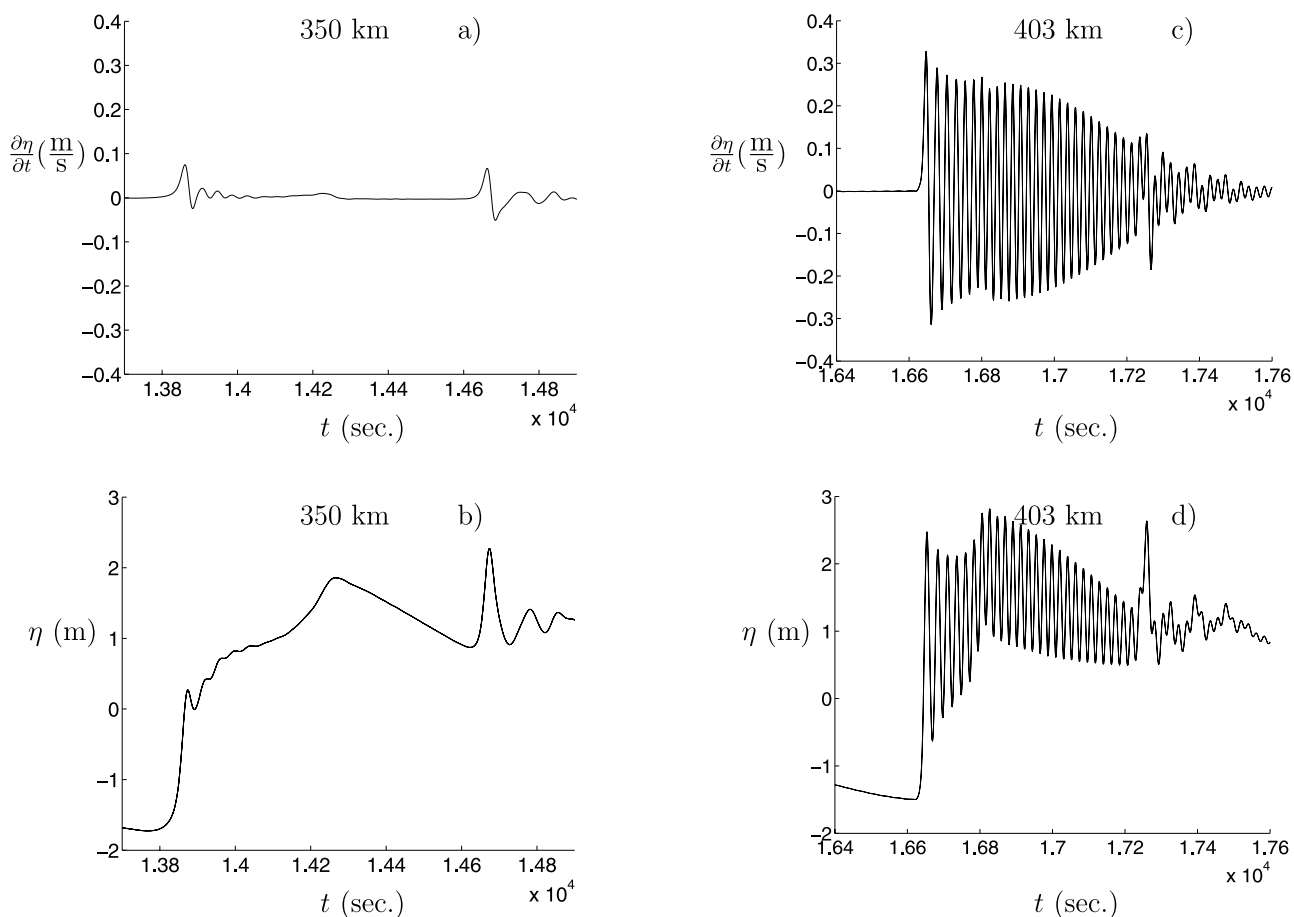 350 km a)
0.4
0.3
0.2
0.1
0
−0.1
−0.2
−0.3
−0.4
∂η/∂t (m/s)
1.38 1.4 1.42 1.44 1.46 1.48
x 10^4
t (sec.)
403 km c)
0.4
0.3
0.2
0.1
0
−0.1
−0.2
−0.3
−0.4
∂η/∂t (m/s)
1.64 1.66 1.68 1.7 1.72 1.74 1.76
x 10^4
t (sec.)
350 km b)
3
2
1
0
−1
−2
η (m)
1.38 1.4 1.42 1.44 1.46 1.48
x 10^4
t (sec.)
403 km d)
3
2
1
0
−1
−2
η (m)
1.64 1.66 1.68 1.7 1.72 1.74 1.76
x 10^4
t (sec.)